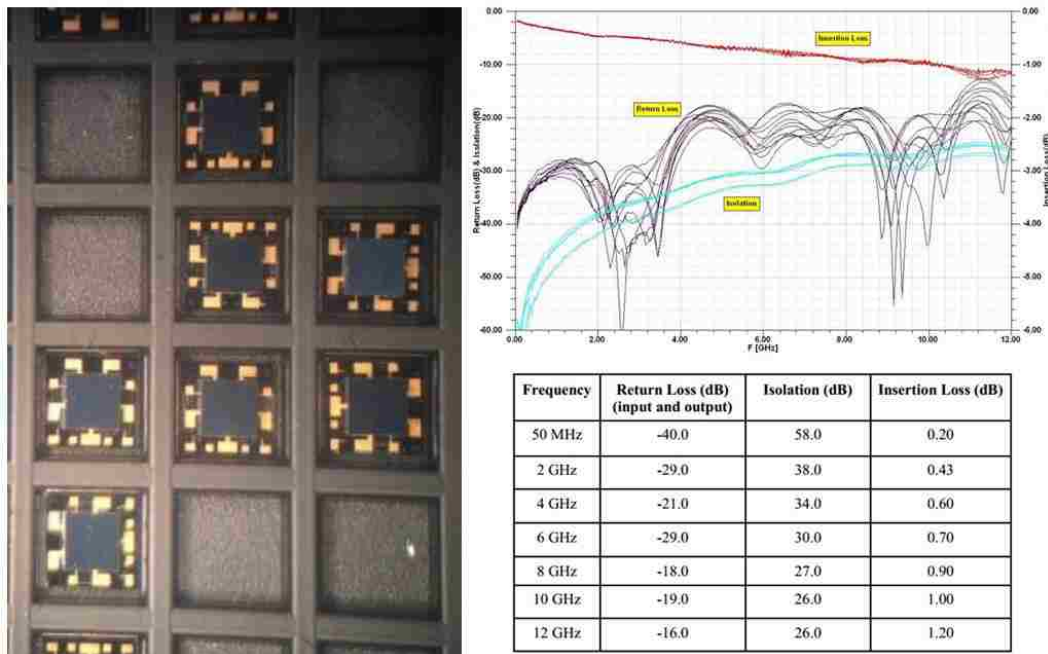 0.00
-10.00
-20.00
-30.00
-40.00
-50.00
-60.00
Return Loss(dB) & Isolation(dB)
Insertion Loss
Return Loss
Isolation
0.00
-1.00
-2.00
-3.00
-4.00
-5.00
-6.00
Insertion Loss(dB)
0.00 2.00 4.00 6.00 8.00 10.00 12.00
F [GHz]
Frequency Return Loss (dB) Isolation (dB) Insertion Loss (dB)
(input and output)
50 MHz -40.0 58.0 0.20
2 GHz -29.0 38.0 0.43
4 GHz -21.0 34.0 0.60
6 GHz -29.0 30.0 0.70
8 GHz -18.0 27.0 0.90
10 GHz -19.0 26.0 1.00
12 GHz -16.0 26.0 1.20